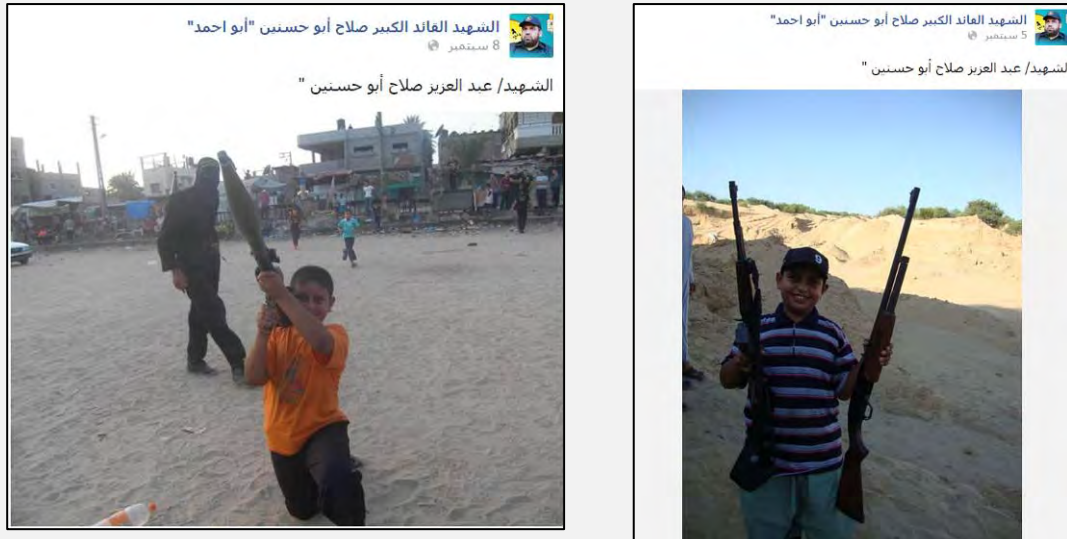 الشهيد القائد الكبير صلاح أبو حسنين "أبو احمد"
8 سبتمبر
الشهيد/ عبد العزيز صلاح أبو حسنين "
الشهيد القائد الكبير صلاح أبو حسنين "أبو احمد"
5 سبتمبر
لشهيد/ عبد العزيز صلاح أبو حسنين "